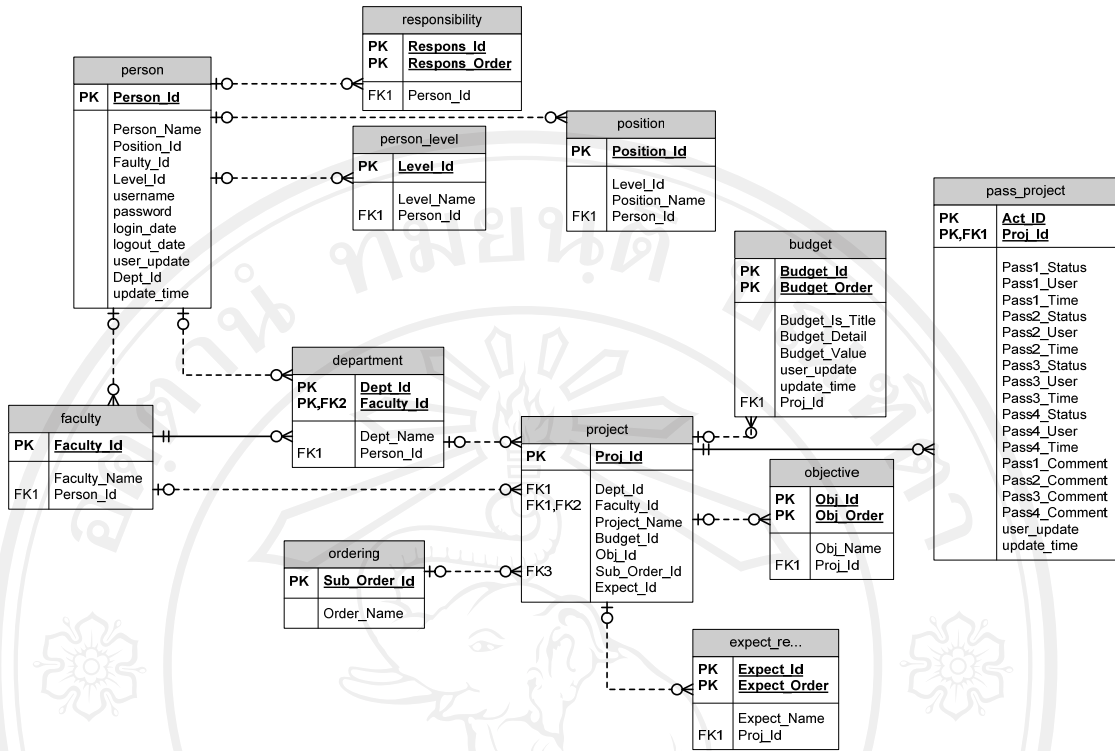 responsibility
PK Respons_Id
PK Respons_Order
FK1 Person_Id
person
PK Person_Id
Person_Name
Position_Id
Faulty_Id
Level_Id
username
password
login_date
logout_date
user_update
Dept_Id
update_time
person_level
PK Level_Id
Level_Name
FK1 Person_Id
position
PK Position_Id
Level_Id
Position_Name
FK1 Person_Id
pass_project
PK Act_ID
PK,FK1 Proj_Id
Pass1_Status
Pass1_User
Pass1_Time
Pass2_Status
Pass2_User
Pass2_Time
Pass3_Status
Pass3_User
Pass3_Time
Pass4_Status
Pass4_User
Pass4_Time
Pass1_Comment
Pass2_Comment
Pass3_Comment
Pass4_Comment
user_update
update_time
budget
PK Budget_Id
PK Budget_Order
Budget_Is_Title
Budget_Detail
Budget_Value
user_update
update_time
FK1 Proj_Id
department
PK Dept_Id
PK,FK2 Faculty_Id
Dept_Name
FK1 Person_Id
faculty
PK Faculty_Id
Faculty_Name
FK1 Person_Id
project
PK Proj_Id
FK1 Dept_Id
FK1,FK2 Faculty_Id
Project_Name
Budget_Id
Obj_Id
FK3 Sub_Order_Id
Expect_Id
objective
PK Obj_Id
PK Obj_Order
Obj_Name
FK1 Proj_Id
ordering
PK Sub_Order_Id
Order_Name
expect_re...
PK Expect_Id
PK Expect_Order
Expect_Name
FK1 Proj_Id